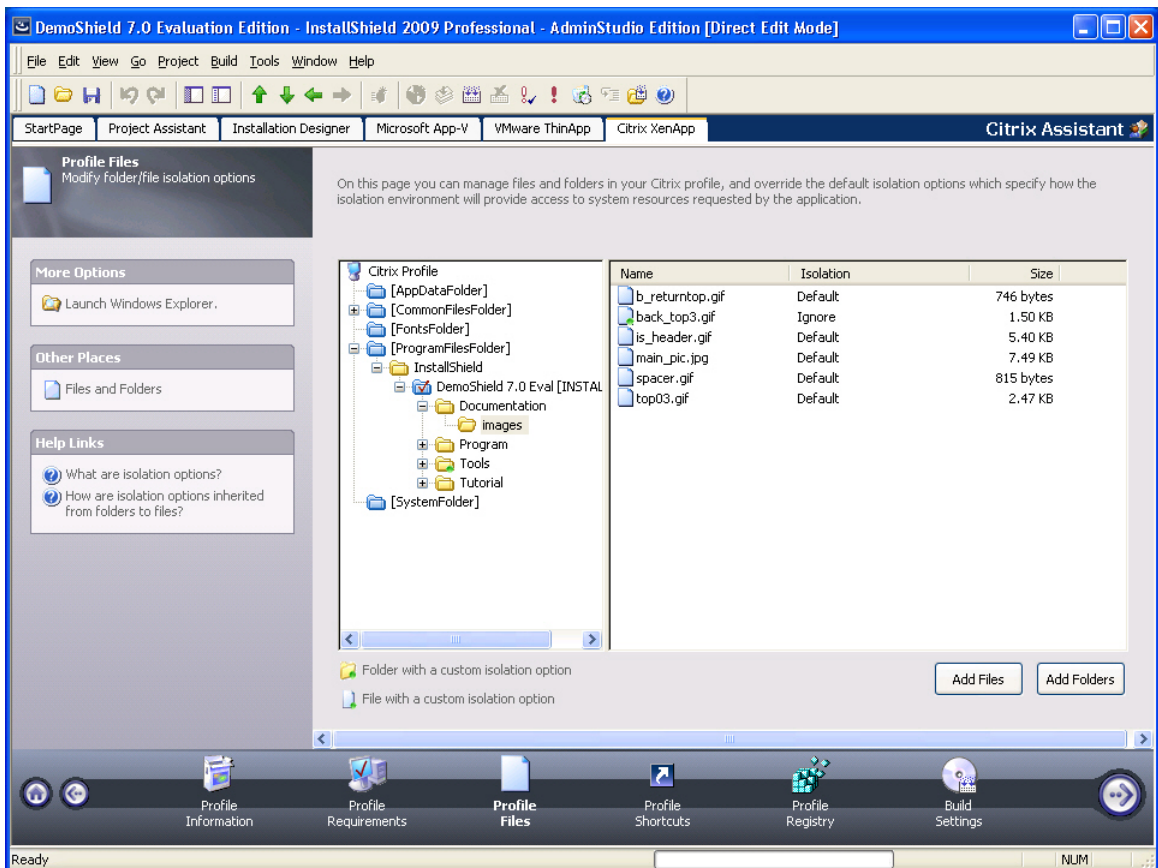 DemoShield 7.0 Evaluation Edition - InstallShield 2009 Professional - AdminStudio Edition [Direct Edit Mode]
File Edit View Go Project Build Tools Window Help
StartPage Project Assistant Installation Designer Microsoft App-V VMware ThinApp Citrix XenApp Citrix Assistant
Profile Files
Modify folder/file isolation options
On this page you can manage files and folders in your Citrix profile, and override the default isolation options which specify how the
isolation environment will provide access to system resources requested by the application.
More Options
Launch Windows Explorer.
Other Places
Files and Folders
Help Links
What are isolation options?
How are isolation options inherited
from folders to files?
Citrix Profile
[AppDataFolder]
[CommonFilesFolder]
[FontsFolder]
[ProgramFilesFolder]
InstallShield
DemoShield 7.0 Eval [INSTAL
Documentation
images
Program
Tools
Tutorial
[SystemFolder]
Name Isolation Size
b_returntop.gif Default 746 bytes
back_top3.gif Ignore 1.50 KB
is_header.gif Default 5.40 KB
main_pic.jpg Default 7.49 KB
spacer.gif Default 815 bytes
top03.gif Default 2.47 KB
Folder with a custom isolation option
File with a custom isolation option
Add Files Add Folders
Profile
Information
Profile
Requirements
Profile
Files
Profile
Shortcuts
Profile
Registry
Build
Settings
Ready NUM